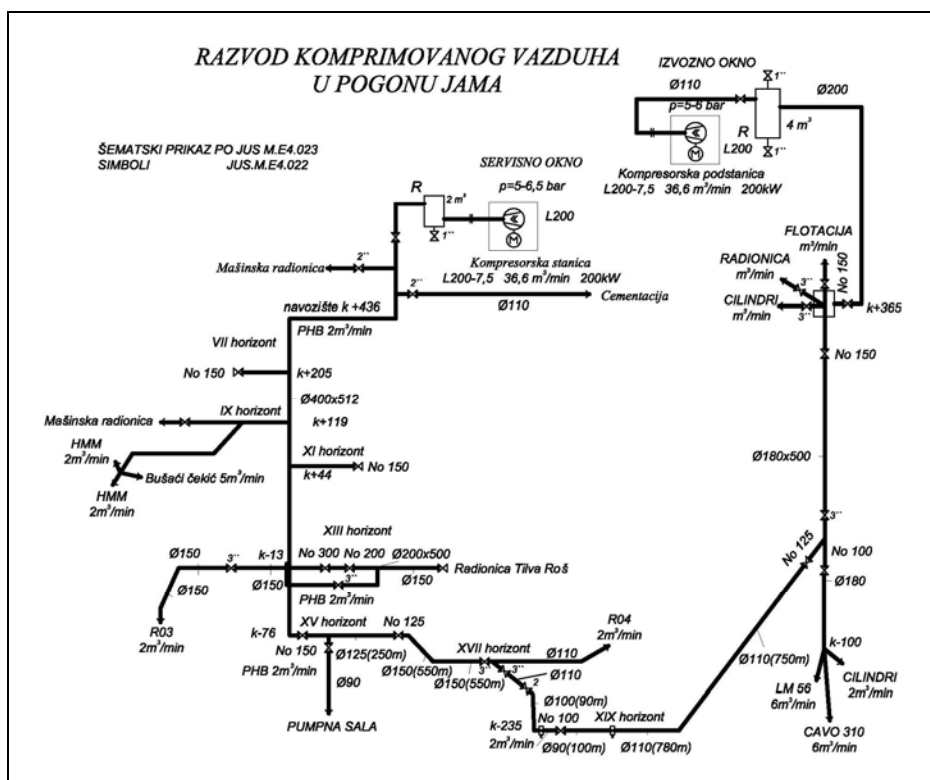 RAZVOD KOMPRIMOVANOG VAZDUHA
U POGONU JAMA
ŠEMATSKI PRIKAZ PO JUS M.E4.023
SIMBOLI JUS.M.E4.022
IZVOZNO OKNO
Ø110
p=5-6 bar
1``
Ø200
4 m³
R
L200
M
1``
Kompresorska podstanica
L200-7,5 36,6 m³/min 200kW
SERVISNO OKNO
p=5-6,5 bar
R
2 m³
1``
L200
M
Kompresorska stanica
L200-7,5 36,6 m³/min 200kW
2``
Mašinska radionica
2``
Cementacija
Ø110
navozište k +436
PHB 2m³/min
FLOTACIJA
m³/min
RADIONICA
m³/min
3``
No 150
CILINDRI
m³/min
3``
k+365
No 150
VII horizont
No 150
k+205
Ø400x512
IX horizont
Mašinska radionica
k+119
HMM
2m³/min
Bušaći čekić 5m³/min
HMM
2m³/min
XI horizont
No 150
k+44
Ø180x500
3``
XIII horizont
Ø150
3``
k-13
No 300
No 200
Ø200x500
Ø150
Ø150
3``
Ø150
Radionica Tilva Roš
PHB 2m³/min
R03
2m³/min
k-76
XV horizont
No 125
No 150
PHB 2m³/min
Ø125(250m)
Ø90
PUMPNA SALA
Ø150(550m)
XVII horizont
3``
Ø150(550m)
3``
Ø110
Ø110
R04
2m³/min
2
Ø100(90m)
k-235
2m³/min
No 100
Ø90(100m)
XIX horizont
Ø110(780m)
Ø110(750m)
No 125
No 100
Ø180
k-100
CILINDRI
2m³/min
LM 56
6m³/min
CAVO 310
6m³/min